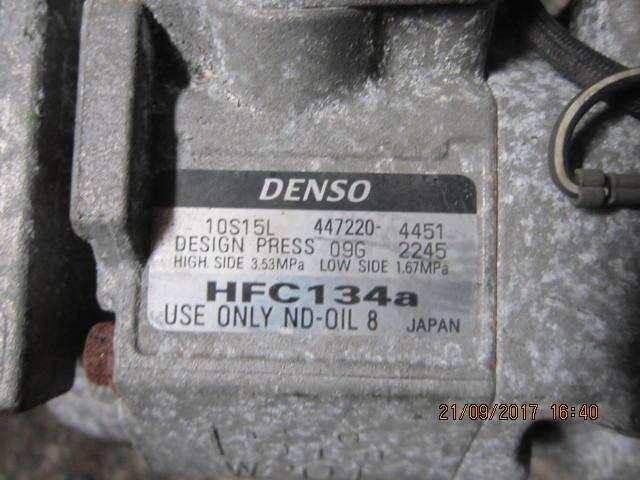 DENSO
10S15L 447220- 4451
DESIGN PRESS 09G 2245
HIGH SIDE 3.53MPa LOW SIDE 1.67MPa
HFC134a
USE ONLY ND-OIL 8 JAPAN
21/09/2017 16:40